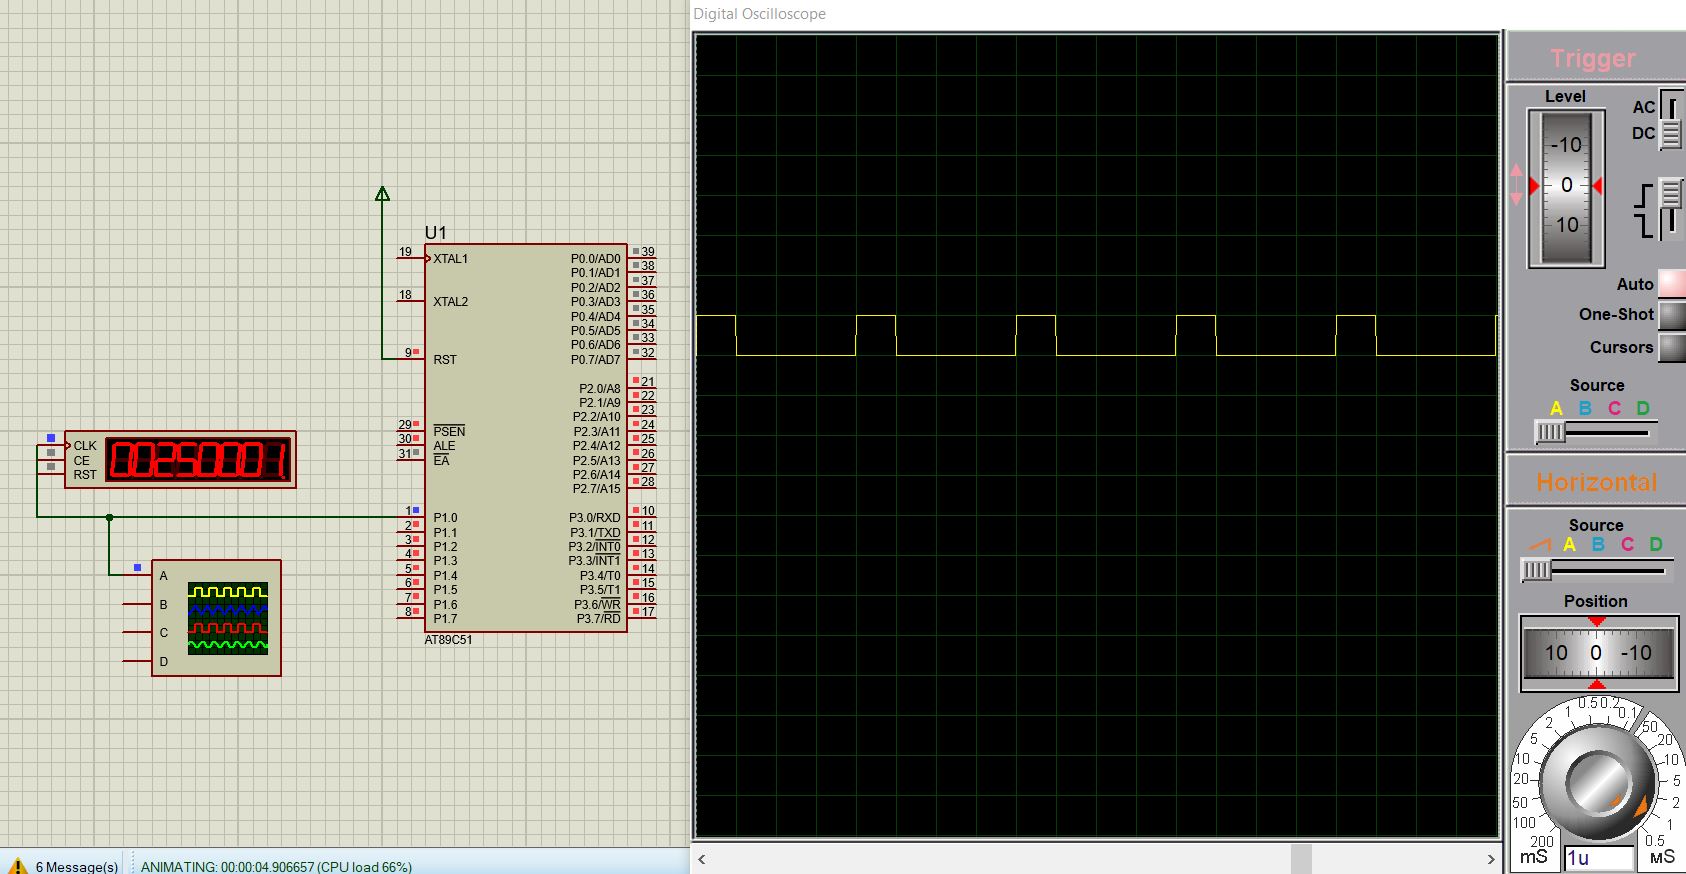 Digital Oscilloscope
U1
19
XTAL1
18
XTAL2
9
RST
29
PSEN
30
ALE
31
EA
1
P1.0
2
P1.1
3
P1.2
4
P1.3
5
P1.4
6
P1.5
7
P1.6
8
P1.7
P0.0/AD0
39
P0.1/AD1
38
P0.2/AD2
37
P0.3/AD3
36
P0.4/AD4
35
P0.5/AD5
34
P0.6/AD6
33
P0.7/AD7
32
P2.0/A8
21
P2.1/A9
22
P2.2/A10
23
P2.3/A11
24
P2.4/A12
25
P2.5/A13
26
P2.6/A14
27
P2.7/A15
28
P3.0/RXD
10
P3.1/TXD
11
P3.2/INT0
12
P3.3/INT1
13
P3.4/T0
14
P3.5/T1
15
P3.6/WR
16
P3.7/RD
17
AT89C51
CLK
CE
RST
00250001
A
B
C
D
6 Message(s)
ANIMATING: 00:00:04.906657 (CPU load 66%)
Trigger
Level
-10
0
10
AC
DC
Auto
One-Shot
Cursors
Source
A B C D
Horizontal
Source
A B C D
Position
10 0 -10
200
100
50
20
10
5
2
1
0.5
0.2
0.1
50
20
10
5
2
1
0.5
mS
1u
µS